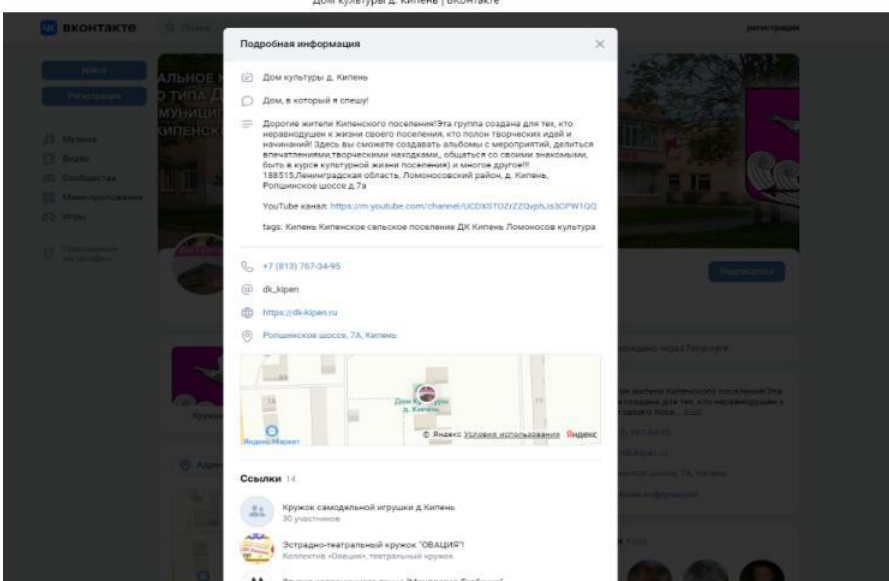 Дом культуры д. Кипень | ВКонтакте
вконтакте
Поиск
регистрация
Подробная информация
Войти
Регистрация
Музыка
Видео
Сообщества
Мини-приложения
Игры
Дом культуры д. Кипень
Дом, в который я спешу!
Дорогие жители Кипенского поселения!Эта группа создана для тех, кто
неравнодушен к жизни своего поселения, кто полон творческих идей и
начинаний! Здесь вы сможете создавать альбомы с мероприятий, делиться
впечатлениями,творческими находками, общаться со своими знакомыми,
быть в курсе культурной жизни поселения) и многое другое!!!
188515,Ленинградская область, Ломоносовский район, д. Кипень,
Ропшинское шоссе д.7а
YouTube канал: https://m.youtube.com/channel/UCDXSTOZrZZQvphJs3CPW1QQ
tags: Кипень Кипенское сельское поселение ДК Кипень Ломоносов культура
+7 (813) 767-34-95
dk_kipen
https://dk-kipen.ru
Ропшинское шоссе, 7А, Кипень
Подписаться
7А
11
Дом культуры
д. Кипень
Яндекс Маркет
© Яндекс Условия использования Яндекс
Ссылки 14
Кружок самодельной игрушки д.Кипень
30 участников
Эстрадно-театральный кружок "ОВАЦИЯ"!
Коллектив «Овация», театральный кружок